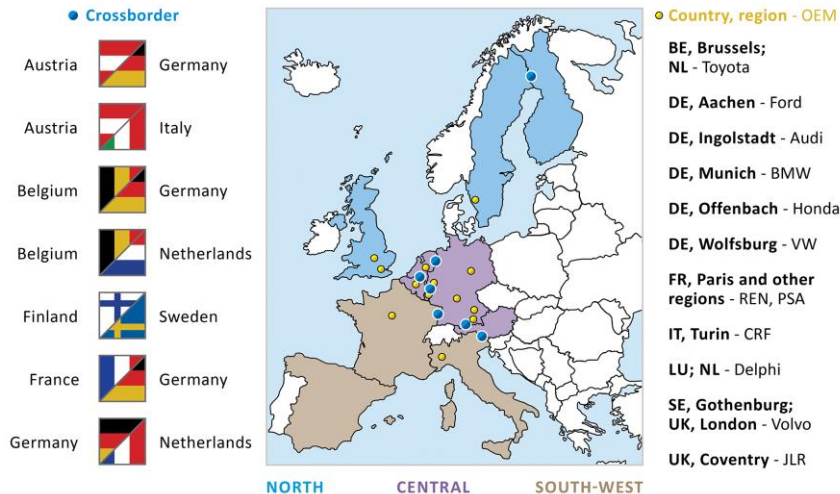 Crossborder
Austria Germany
Austria Italy
Belgium Germany
Belgium Netherlands
Finland Sweden
France Germany
Germany Netherlands
NORTH CENTRAL SOUTH-WEST
Country, region - OEM
BE, Brussels;
NL - Toyota
DE, Aachen - Ford
DE, Ingolstadt - Audi
DE, Munich - BMW
DE, Offenbach - Honda
DE, Wolfsburg - VW
FR, Paris and other
regions - REN, PSA
IT, Turin - CRF
LU; NL - Delphi
SE, Gothenburg;
UK, London - Volvo
UK, Coventry - JLR